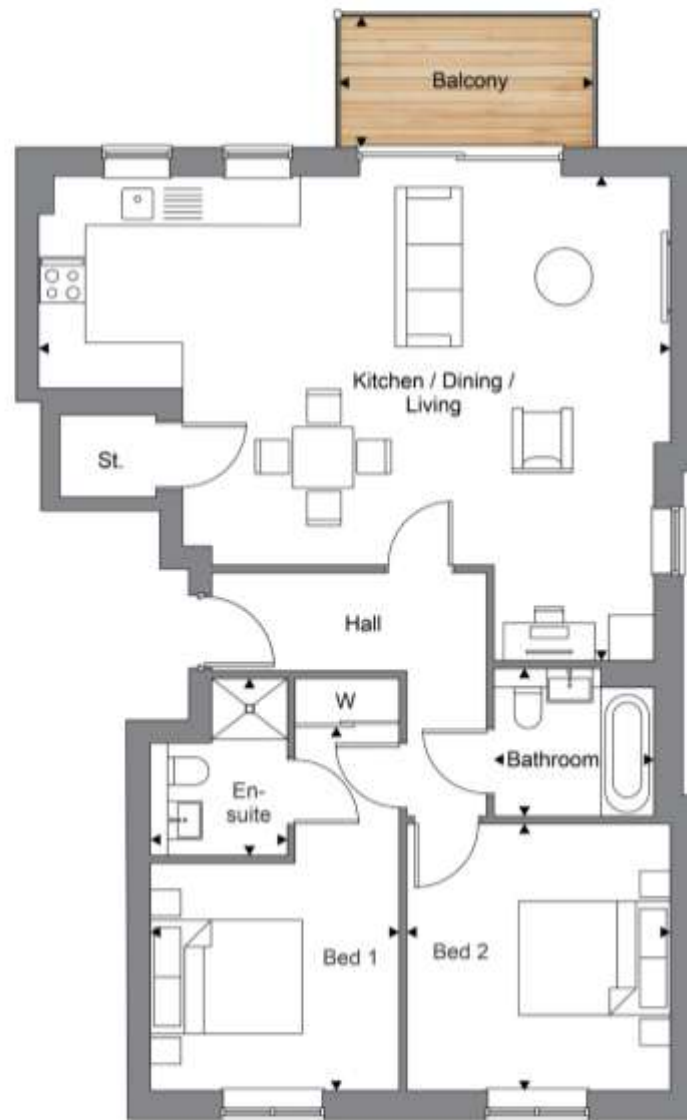 Balcony
Kitchen / Dining /
Living
St.
Hall
W
En-
suite
Bathroom
Bed 1
Bed 2